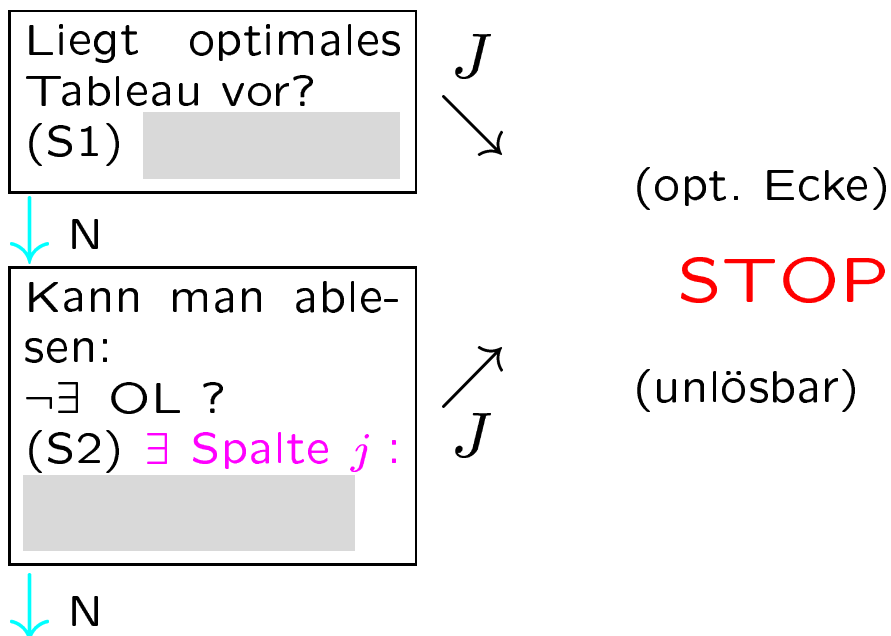 Liegt optimales
Tableau vor?
(S1)
J
(opt. Ecke)
N
STOP
Kann man able-
sen:
¬∃ OL ?
(S2) ∃ Spalte j :
(unlösbar)
J
N